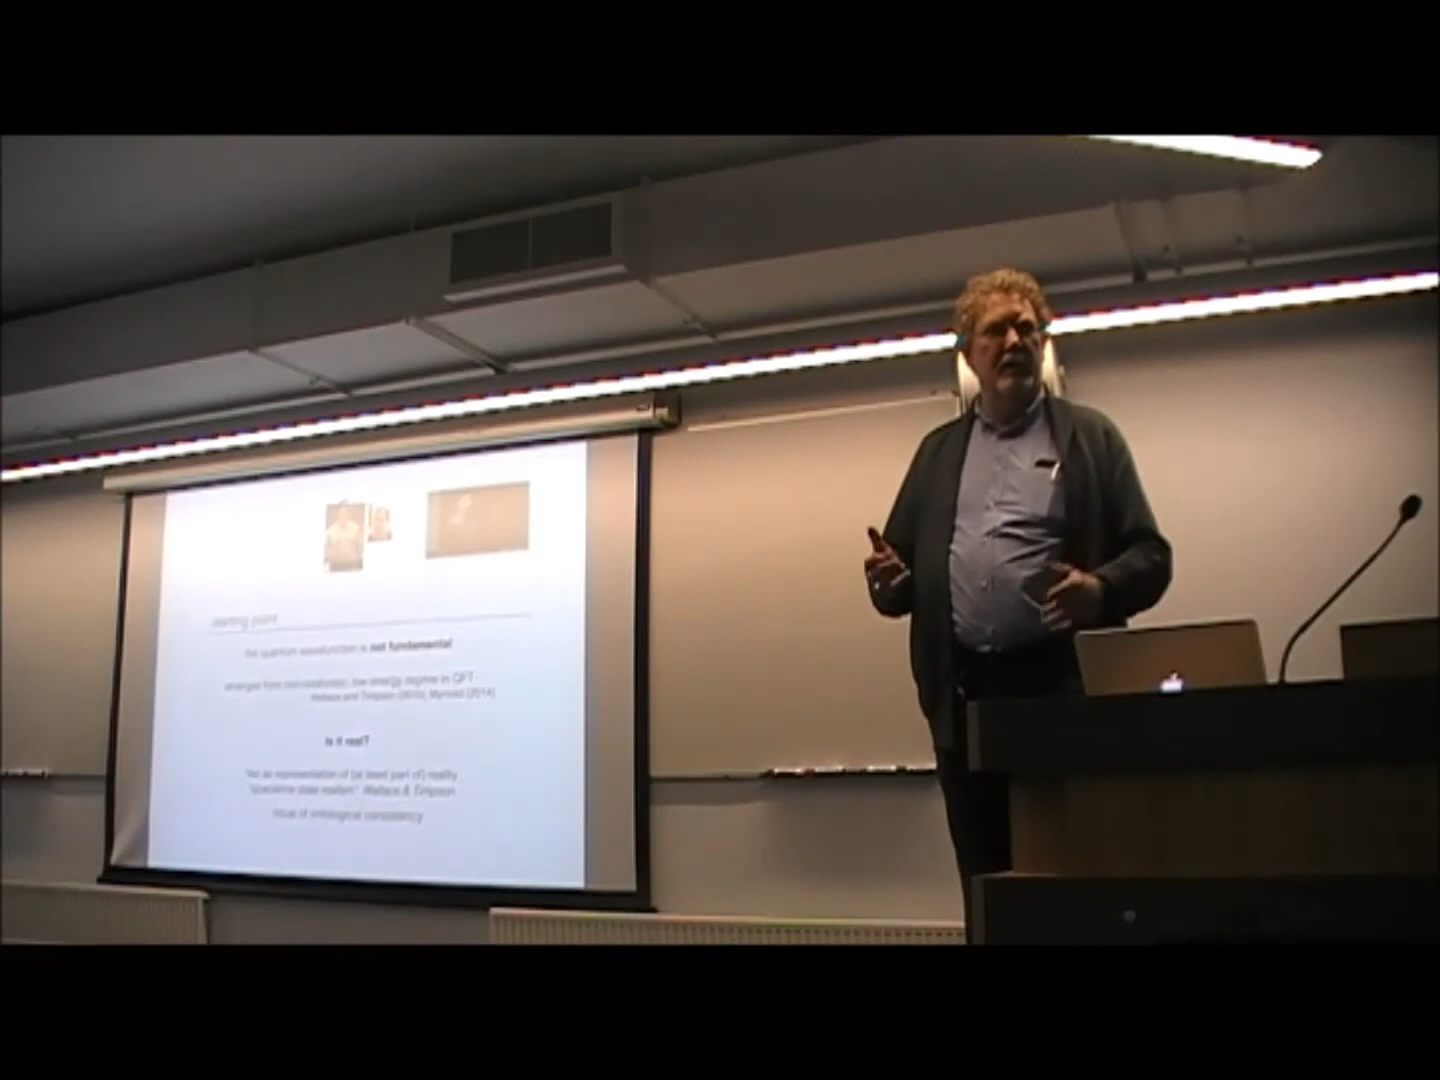 starting point
the quantum wavefunction is not fundamental
emerges from non-relativistic, low energy regime in QFT
Wallace and Timpson (2010), Myrvold (2014)
Is it real?
Yes as representation of (at least part of) reality
"spacetime state realism" Wallace & Timpson
issue of ontological consistency